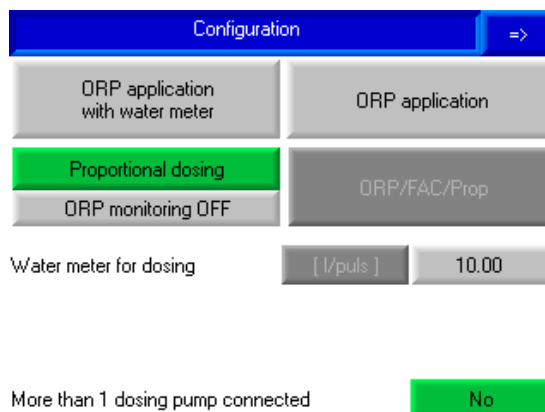 Configuration
=>
ORP application
with water meter
ORP application
Proportional dosing
ORP/FAC/Prop
ORP monitoring OFF
Water meter for dosing
[ l/puls ]
10.00
More than 1 dosing pump connected
No